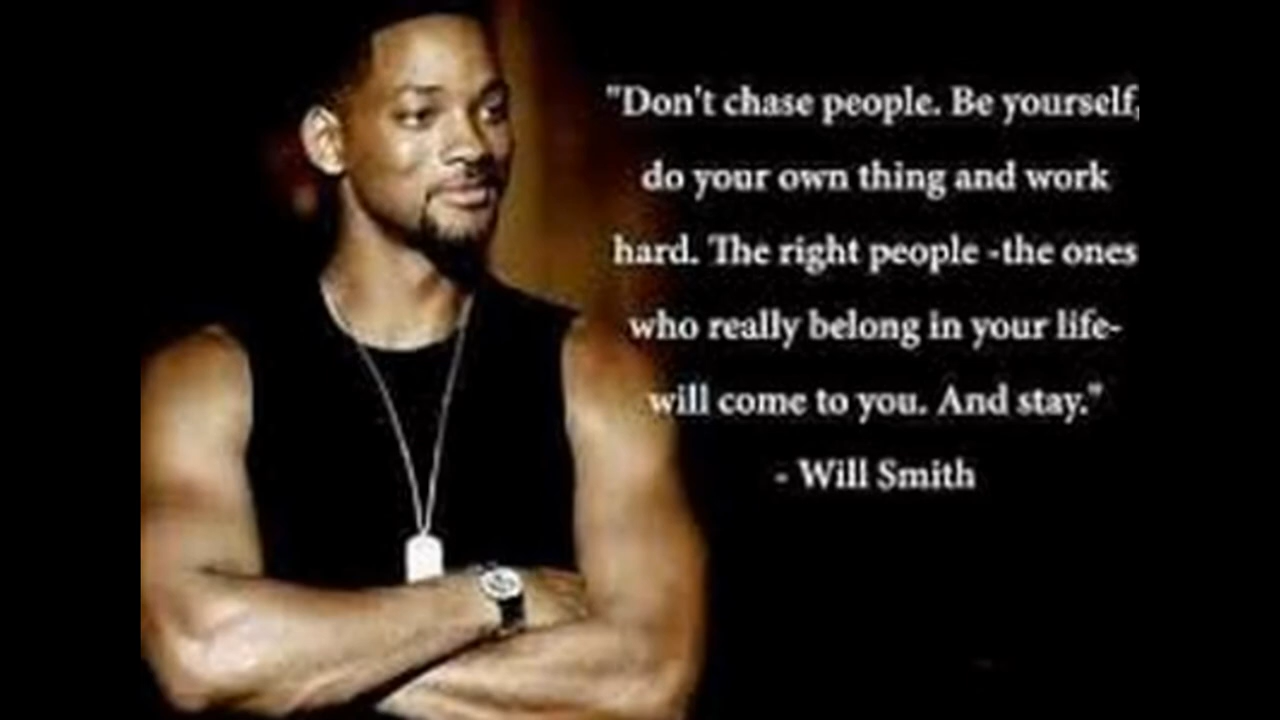 "Don't chase people. Be yourself,
do your own thing and work
hard. The right people -the ones
who really belong in your life-
will come to you. And stay."
- Will Smith